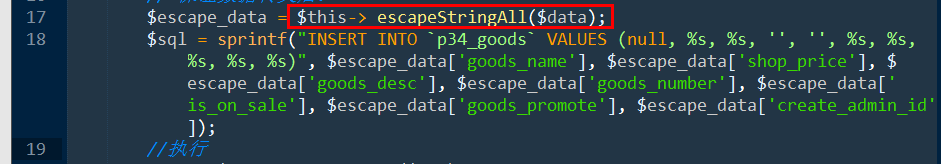 17 $escape_data = $this-> escapeStringAll($data);
18 $sql = sprintf("INSERT INTO `p34_goods` VALUES (null, %s, %s, '', '', %s, %s,
%s, %s, %s)", $escape_data['goods_name'], $escape_data['shop_price'], $
escape_data['goods_desc'], $escape_data['goods_number'], $escape_data['
is_on_sale'], $escape_data['goods_promote'], $escape_data['create_admin_id'
]);
19 //执行